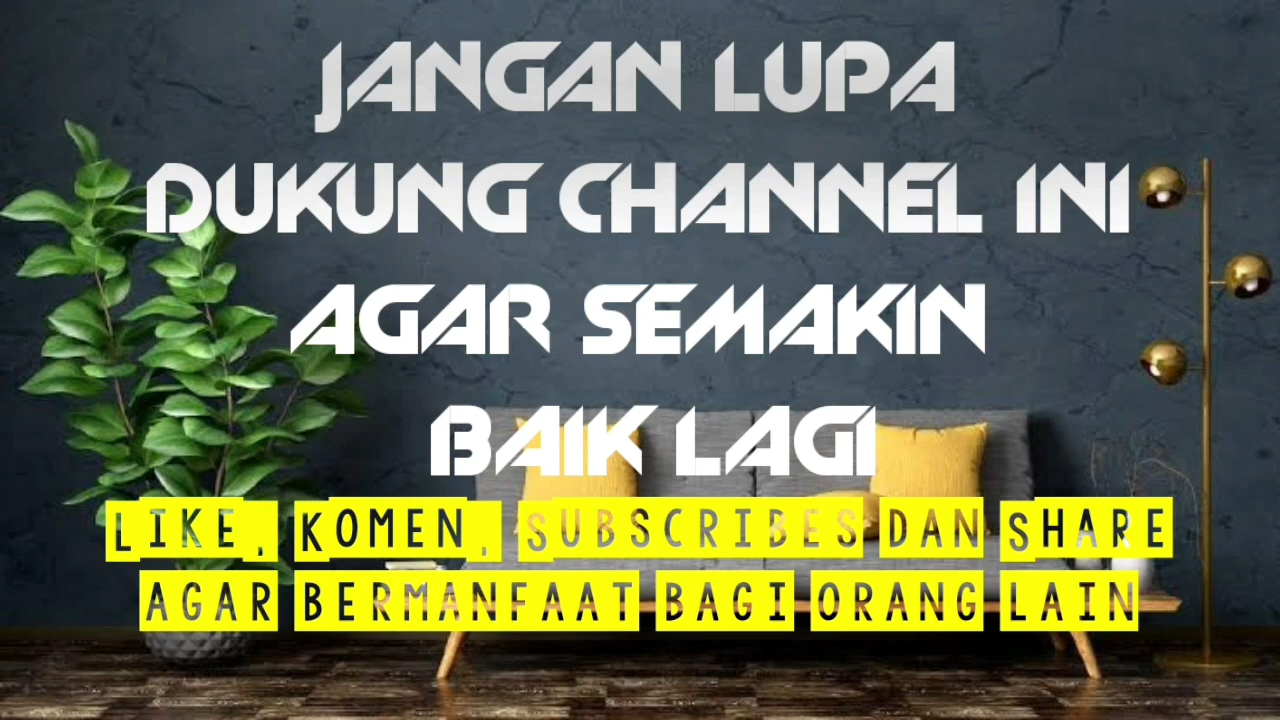 JANGAN LUPA
DUKUNG CHANNEL INI
AGAR SEMAKIN
BAIK LAGI
LIKE, KOMEN, SUBSCRIBES DAN SHARE
AGAR BERMANFAAT BAGI ORANG LAIN